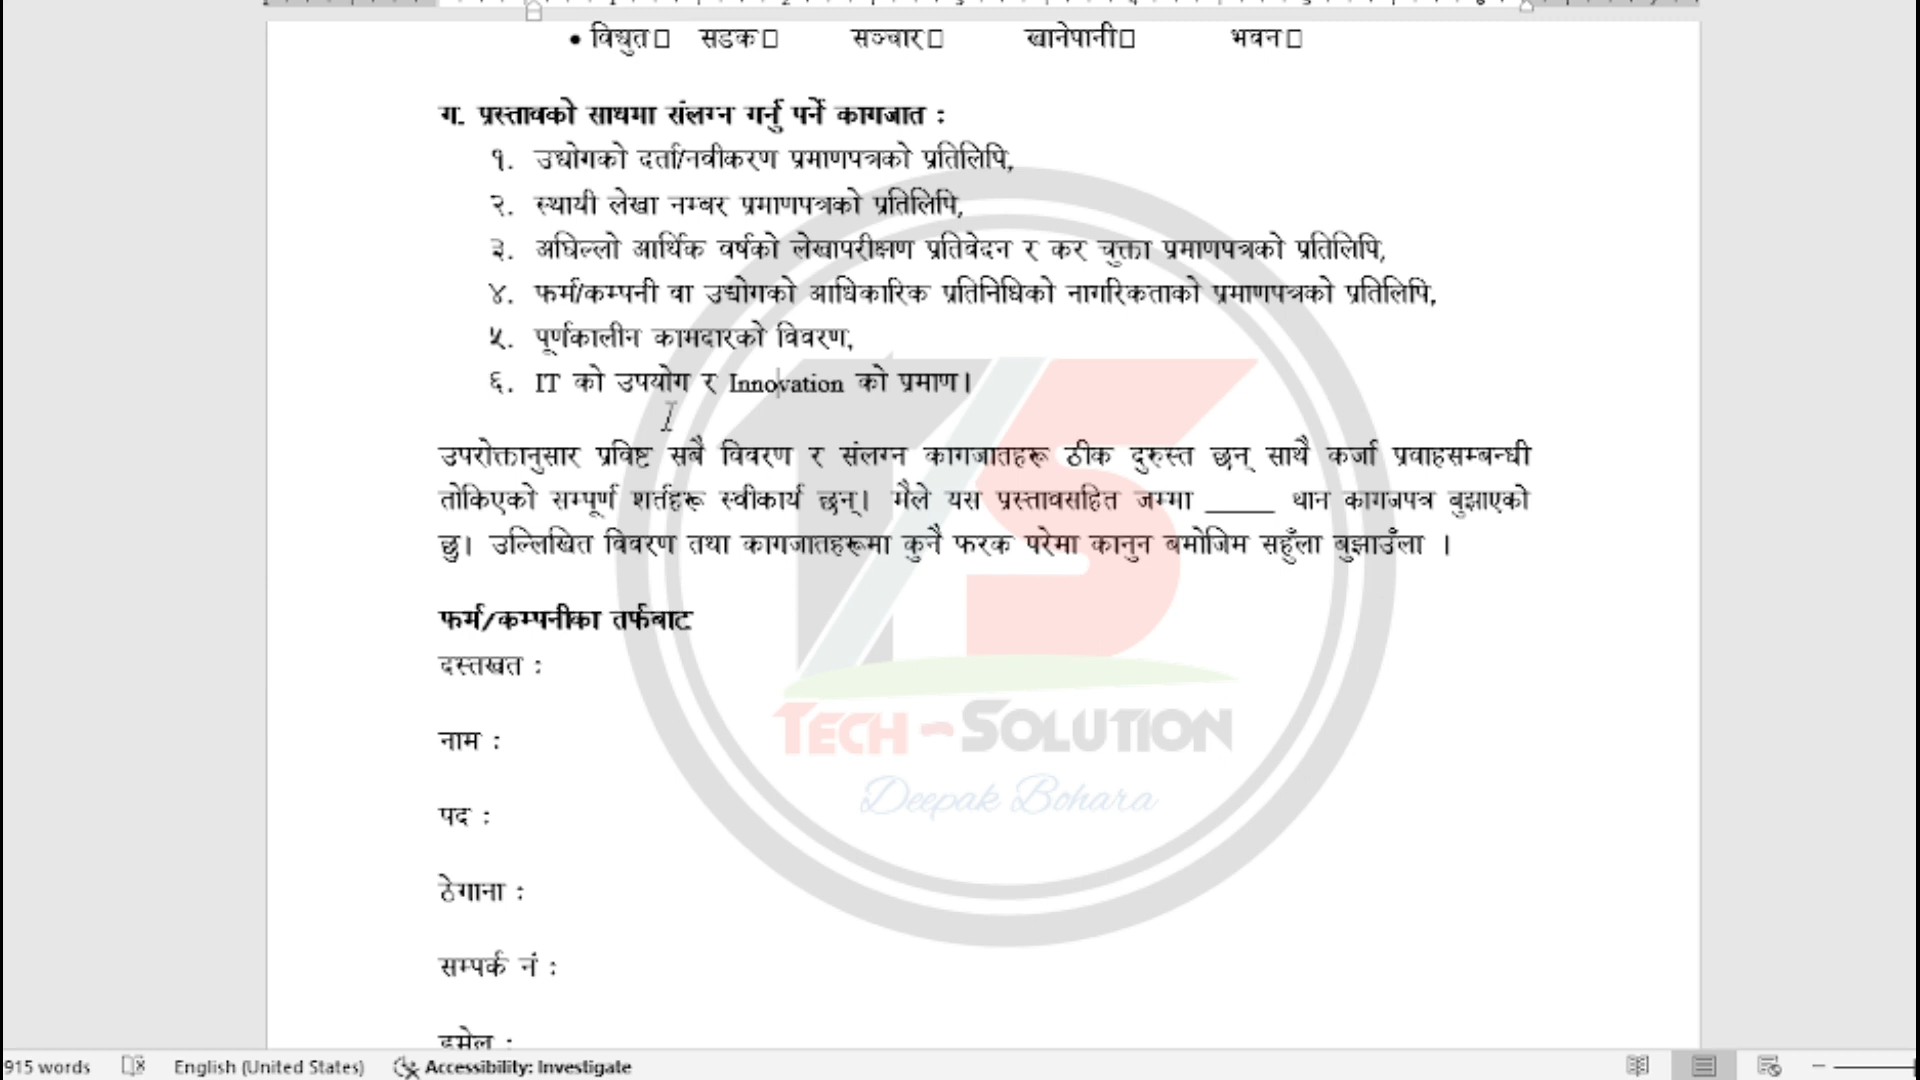 • विद्युत□ सडक□ सञ्चार□ खानेपानी□ भवन□
ग. प्रस्तावको साथमा संलग्न गर्नु पर्ने कागजात :
१. उद्योगको दर्ता/नवीकरण प्रमाणपत्रको प्रतिलिपि,
२. स्थायी लेखा नम्बर प्रमाणपत्रको प्रतिलिपि,
३. अघिल्लो आर्थिक वर्षको लेखापरीक्षण प्रतिवेदन र कर चुक्ता प्रमाणपत्रको प्रतिलिपि,
४. फर्म/कम्पनी वा उद्योगको आधिकारिक प्रतिनिधिको नागरिकताको प्रमाणपत्रको प्रतिलिपि,
५. पूर्णकालीन कामदारको विवरण,
६. IT को उपयोग र Innovation को प्रमाण।
उपरोक्तानुसार प्रविष्ट सबै विवरण र संलग्न कागजातहरू ठीक दुरुस्त छन् साथै कर्जा प्रवाहसम्बन्धी
तोकिएको सम्पूर्ण शर्तहरू स्वीकार्य छन्। मैले यस प्रस्तावसहित जम्मा _____ थान कागजपत्र बुझाएको
छु। उल्लिखित विवरण तथा कागजातहरूमा कुनै फरक परेमा कानुन बमोजिम सहुँला बुझाउँला ।
फर्म/कम्पनीका तर्फबाट
दस्तखत :
TECH-SOLUTION
नाम :
Deepak Bohara
पद :
ठेगाना :
सम्पर्क नं :
इमेल :
915 words English (United States) Accessibility: Investigate